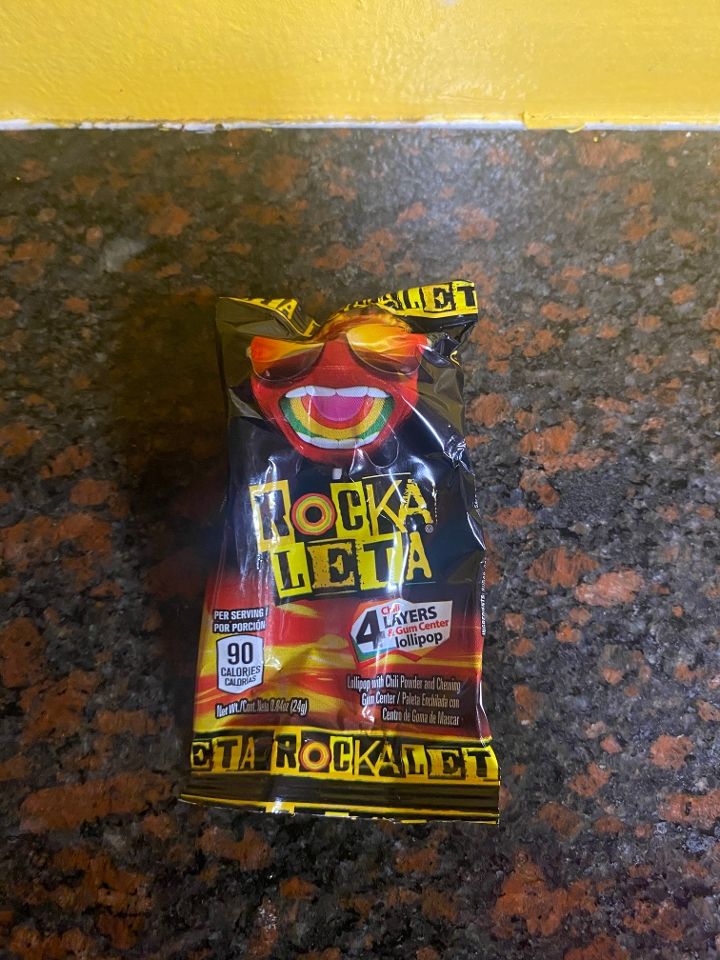 ROCKA
LETA
PER SERVING /
POR PORCIÓN
90
CALORIES
CALORÍAS
Net Wt./Cont. Neto 0.84oz (24g)
4 Chili
LAYERS
& Gum Center
lollipop
Lollipop with Chili Powder and Chewing
Gum Center / Paleta Enchilada con
Centro de Goma de Mascar
ETA ROCKALET